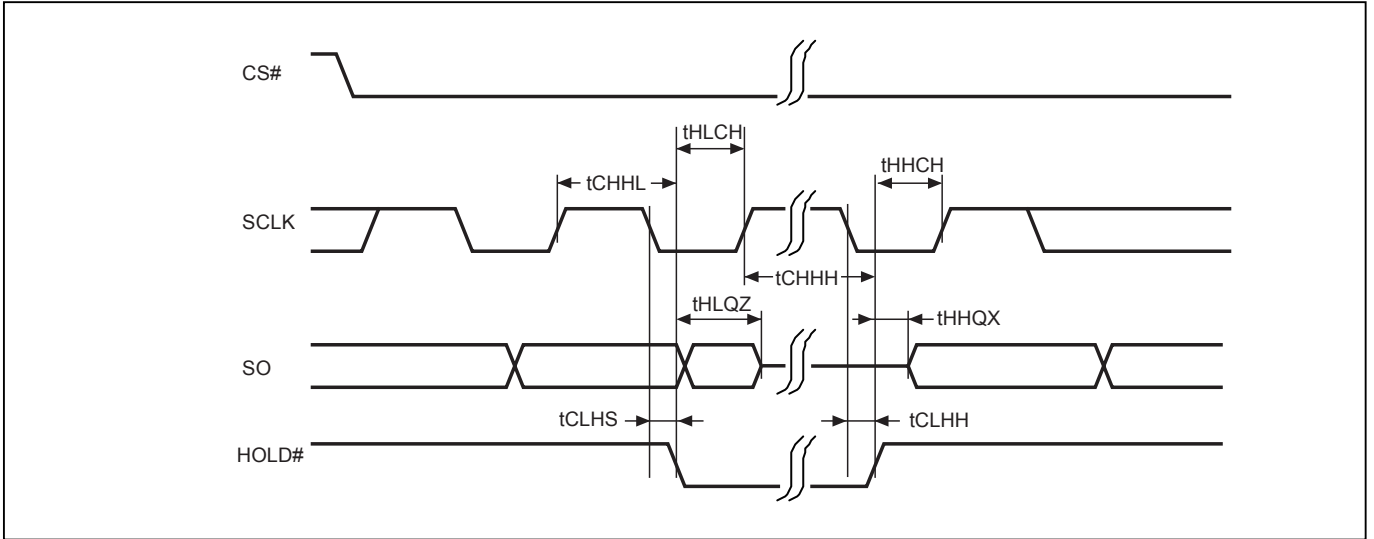 CS#
tHLCH
tHHCH
tCHHL
SCLK
tCHHH
tHLQZ
tHHQX
SO
tCLHS
tCLHH
HOLD#